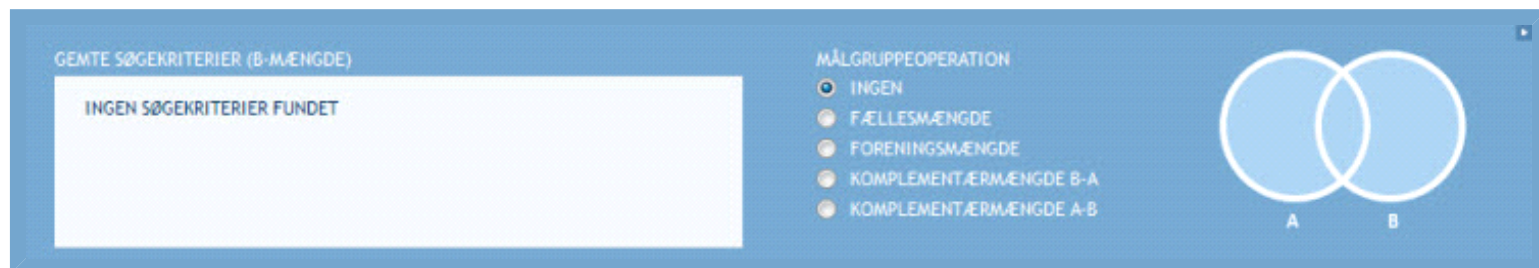 GEMTE SØGEKRITERIER (B-MÆNGDE)
INGEN SØGEKRITERIER FUNDET
MÅLGRUPPEOPERATION
INGEN
FÆLLESMÆNGDE
FORENINGSMÆNGDE
KOMPLEMENTÆRMÆNGDE B-A
KOMPLEMENTÆRMÆNGDE A-B
A B